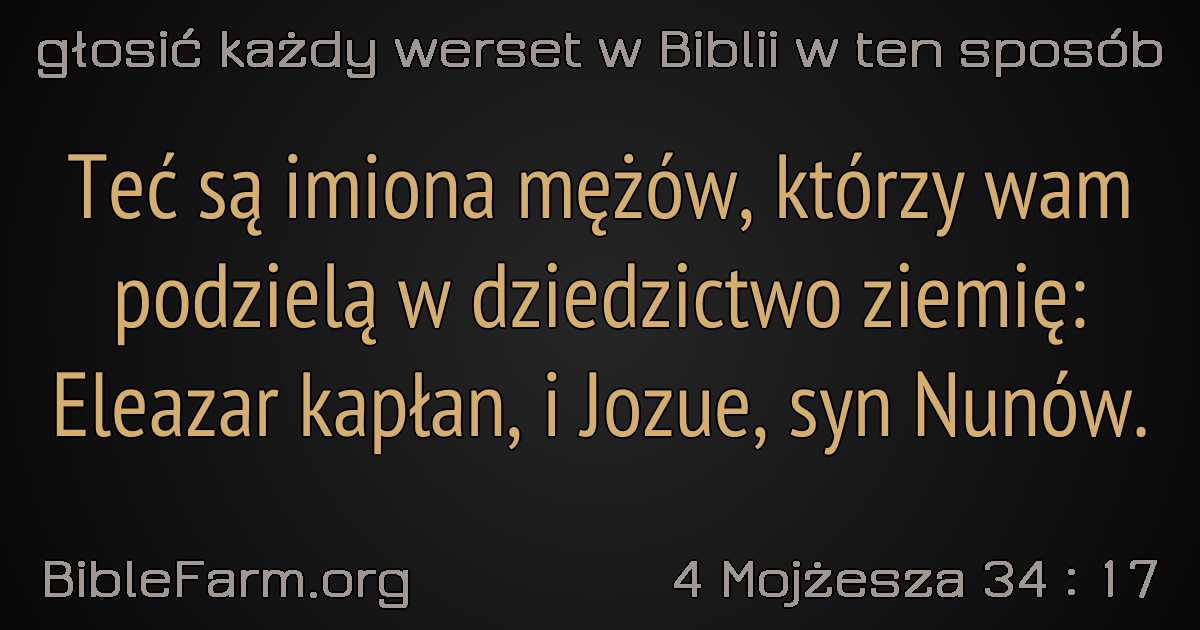 głosić każdy werset w Biblii w ten sposób
Teć są imiona mężów, którzy wam
podzielą w dziedzictwo ziemię:
Eleazar kapłan, i Jozue, syn Nunów.
BibleFarm.org
4 Mojżesza 34 : 17